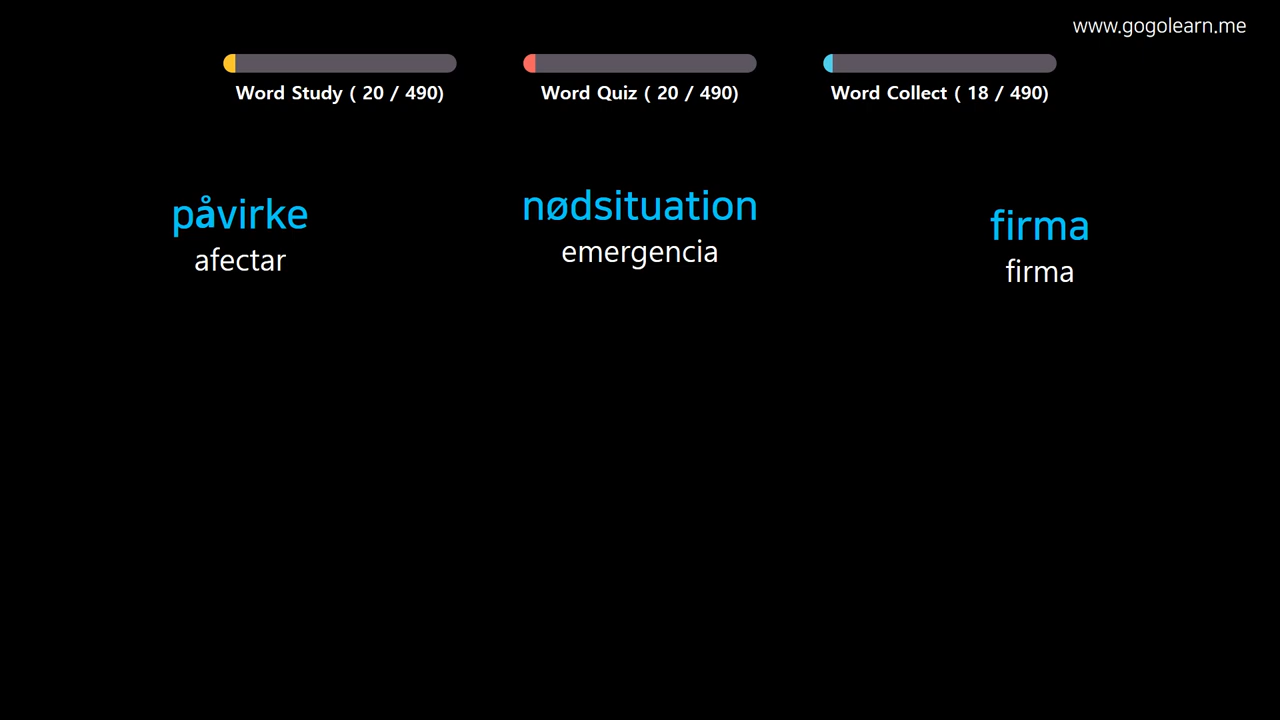 www.gogolearn.me
Word Study ( 20 / 490)
Word Quiz ( 20 / 490)
Word Collect ( 18 / 490)
påvirke
afectar
nødsituation
emergencia
firma
firma